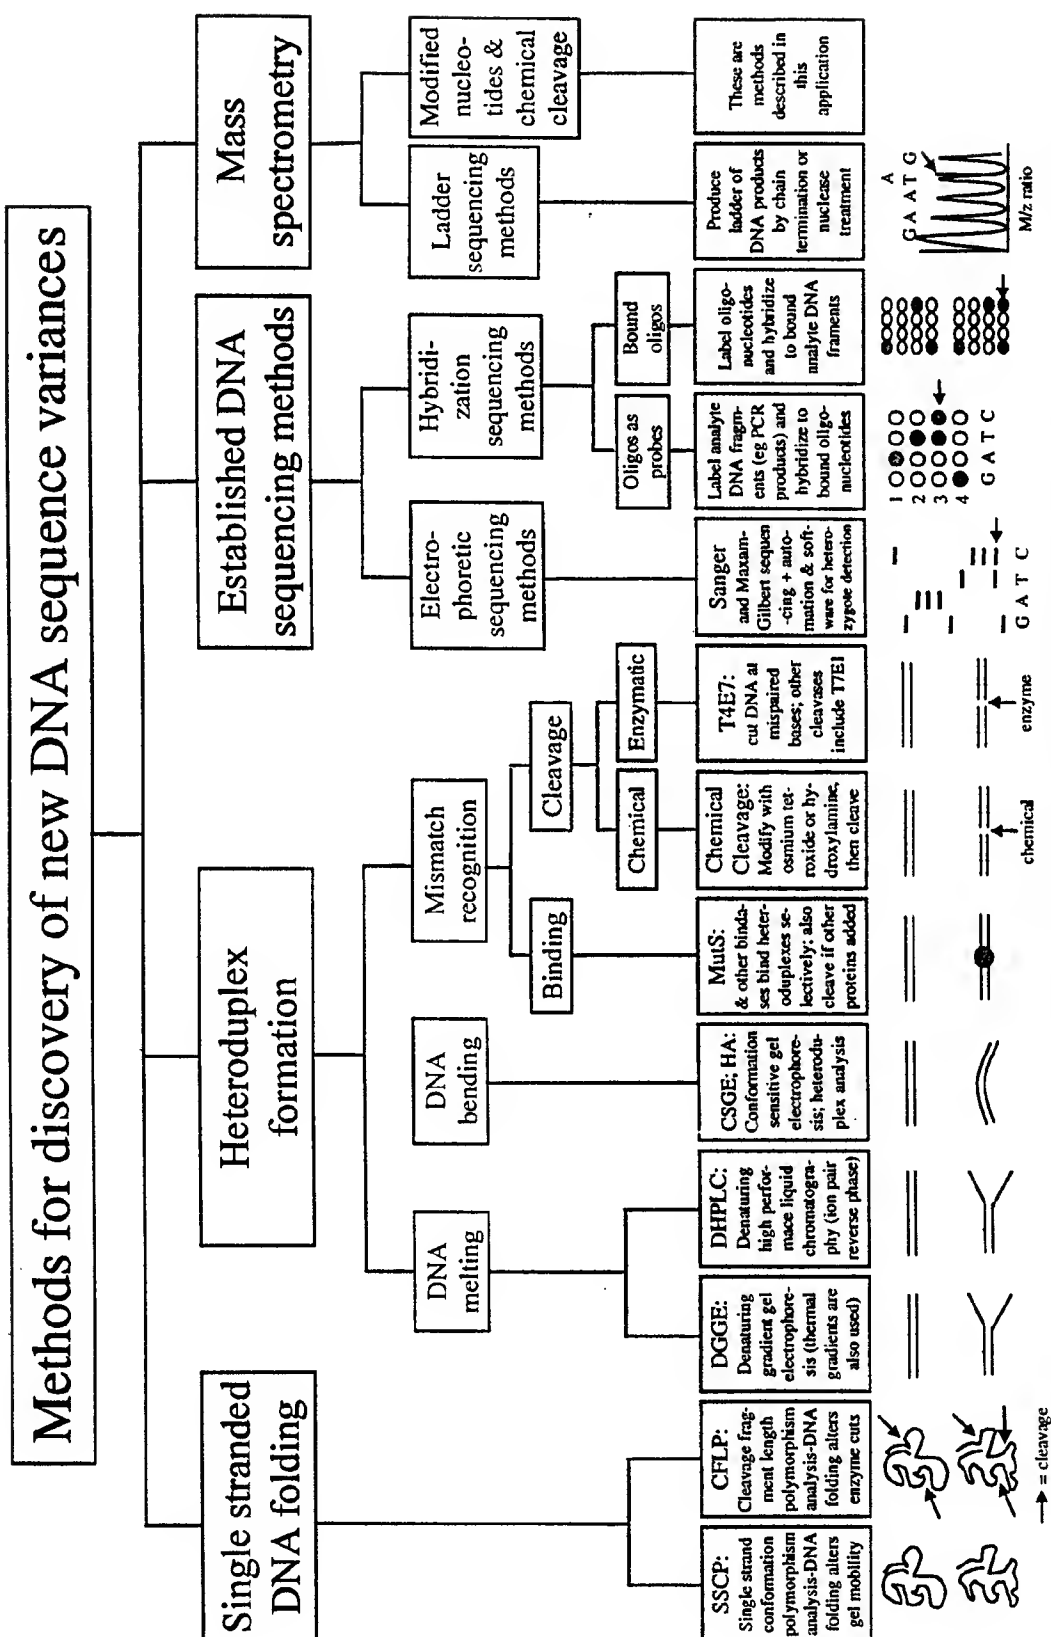 Methods for discovery of new DNA sequence variances
Single stranded
DNA folding
Heteroduplex
formation
Established DNA
sequencing methods
Mass
spectrometry
DNA
melting
DNA
bending
Mismatch
recognition
Electro-
phoretic
sequencing
methods
Hybridi-
zation
sequencing
methods
Ladder
sequencing
methods
Modified
nucleo-
tides &
chemical
cleavage
Binding
Cleavage
Chemical
Enzymatic
Oligos as
probes
Bound
oligos
SSCP:
Single strand
conformation
polymorphism
analysis-DNA
folding alters
gel mobility
CFLP:
Cleavage frag-
ment length
polymorphism
analysis-DNA
folding alters
enzyme cuts
DGGE:
Denaturing
gradient gel
electrophore-
sis (thermal
gradients are
also used)
DHPLC:
Denaturing
high perfor-
mace liquid
chromatogra-
phy (ion pair
reverse phase)
CSGE; HA:
Conformation
sensitive gel
electrophore-
sis; heterodu-
plex analysis
MutS:
& other binda-
ses bind heter-
oduplexes se-
lectively; also
cleave if other
proteins added
Chemical
Cleavage:
Modify with
osmium tet-
roxide or hy-
droxylamine,
then cleave
T4E7:
cut DNA at
mispaired
bases; other
cleavases
include T7E1
Sanger
and Maxam-
Gilbert sequen
-cing + auto-
mation & soft-
ware for hetero-
zygote detection
Label analyte
DNA fragm-
ents (eg PCR
products) and
hybridize to
bound oligo-
nucleotides
Label oligo-
nucleotides
and hybridize
to bound
analyte DNA
framents
Produce
ladder of
DNA products
by chain
termination or
nuclease
treatment
These are
methods
described in
this
application
= cleavage
chemical
enzyme
G A T C
1
2
3
4
G A T C
A
G A A T G
M/z ratio